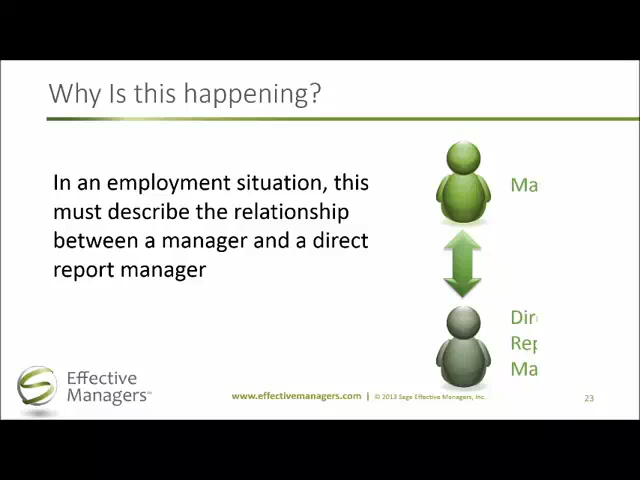 Why Is this happening?
In an employment situation, this
must describe the relationship
between a manager and a direct
report manager
Ma
Dir
Rep
Ma
Effective
Managers™
www.effectivemanagers.com | © 2013 Sage Effective Managers, Inc.
23